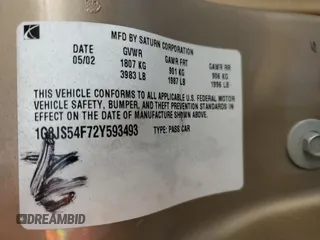 MFD BY SATURN CORPORATION
DATE GVWR GAWR FRT GAWR RR
05/02 1807 KG 901 KG 906 KG
3983 LB 1987 LB 1996 LB
THIS VEHICLE CONFORMS TO ALL APPLICABLE U.S. FEDERAL MOTOR
VEHICLE SAFETY, BUMPER, AND THEFT PREVENTION STANDARDS IN
EFFECT ON THE DATE OF MANUFACTURE SHOWN ABOVE.
1G8JS54F72Y593493 TYPE: PASS CAR
DREAMBID